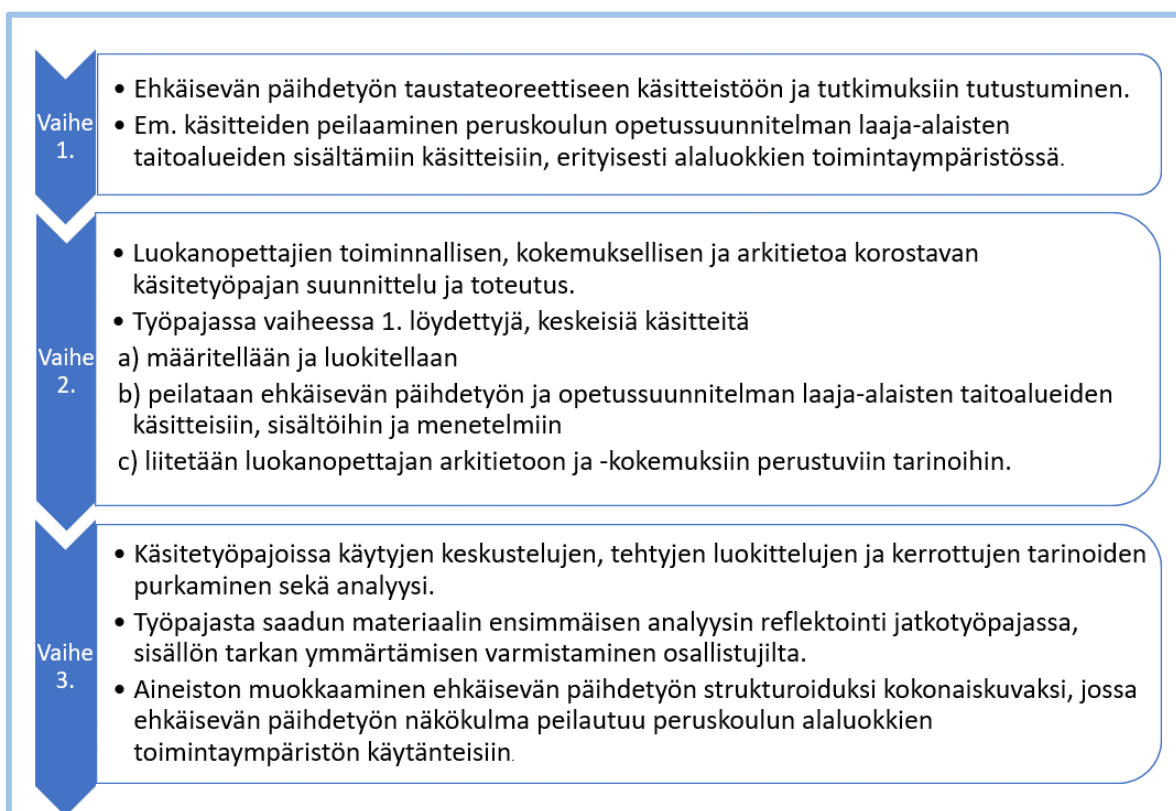 Vaihe
1.
• Ehkäisevän päihdetyön taustateoreettiseen käsitteistöön ja tutkimuksiin tutustuminen.
• Em. käsitteiden peilaaminen peruskoulun opetussuunnitelman laaja-alaisten
taitoalueiden sisältämiin käsitteisiin, erityisesti alaluokkien toimintaympäristössä.
Vaihe
2.
• Luokanopettajien toiminnallisen, kokemuksellisen ja arkitietoa korostavan
käsitetyöpajan suunnittelu ja toteutus.
• Työpajassa vaiheessa 1. löydettyjä, keskeisiä käsitteitä
a) määritellään ja luokitellaan
b) peilataan ehkäisevän päihdetyön ja opetussuunnitelman laaja-alaisten taitoalueiden
käsitteisiin, sisältöihin ja menetelmiin
c) liitetään luokanopettajan arkitietoon ja -kokemuksiin perustuviin tarinoihin.
Vaihe
3.
• Käsitetyöpajoissa käytyjen keskustelujen, tehtyjen luokittelujen ja kerrottujen tarinoiden
purkaminen sekä analyysi.
• Työpajasta saadun materiaalin ensimmäisen analyysin reflektointi jatkotyöpajassa,
sisällön tarkan ymmärtämisen varmistaminen osallistujilta.
• Aineiston muokkaaminen ehkäisevän päihdetyön strukturoiduksi kokonaiskuvaksi, jossa
ehkäisevän päihdetyön näkökulma peilautuu peruskoulun alaluokkien
toimintaympäristön käytänteisiin.